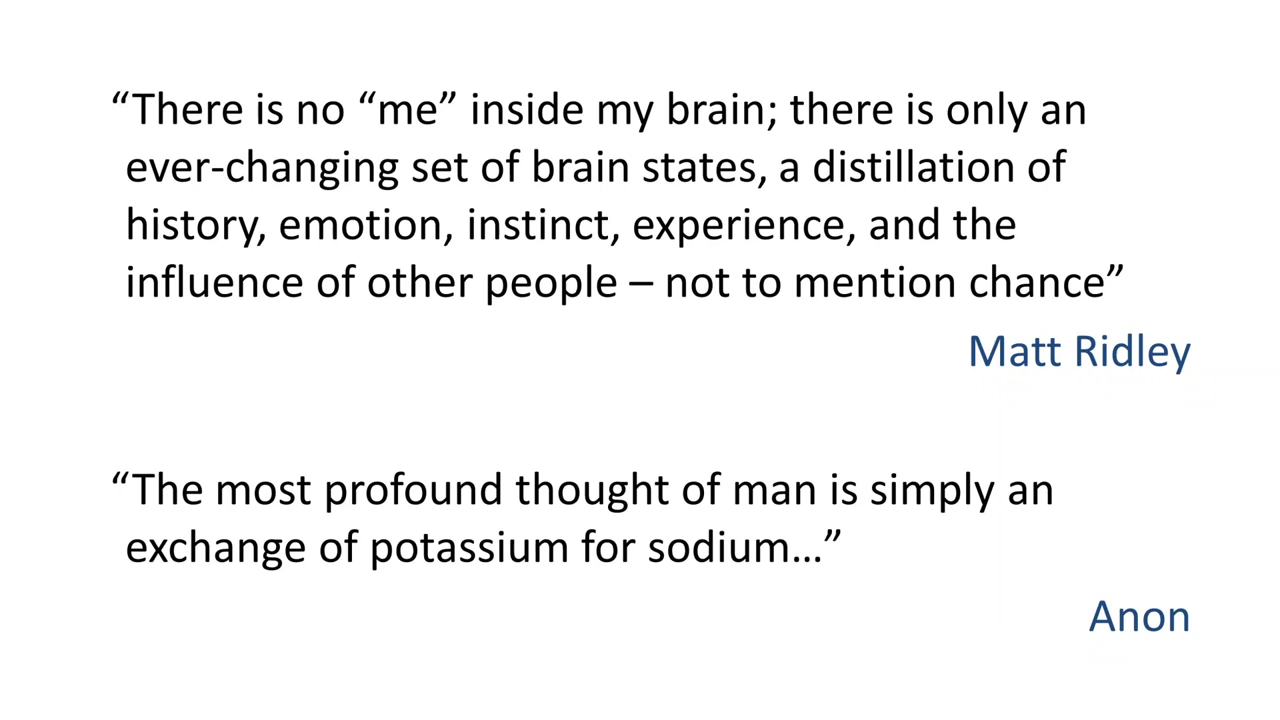 “There is no “me” inside my brain; there is only an
ever-changing set of brain states, a distillation of
history, emotion, instinct, experience, and the
influence of other people – not to mention chance”
Matt Ridley
“The most profound thought of man is simply an
exchange of potassium for sodium…”
Anon